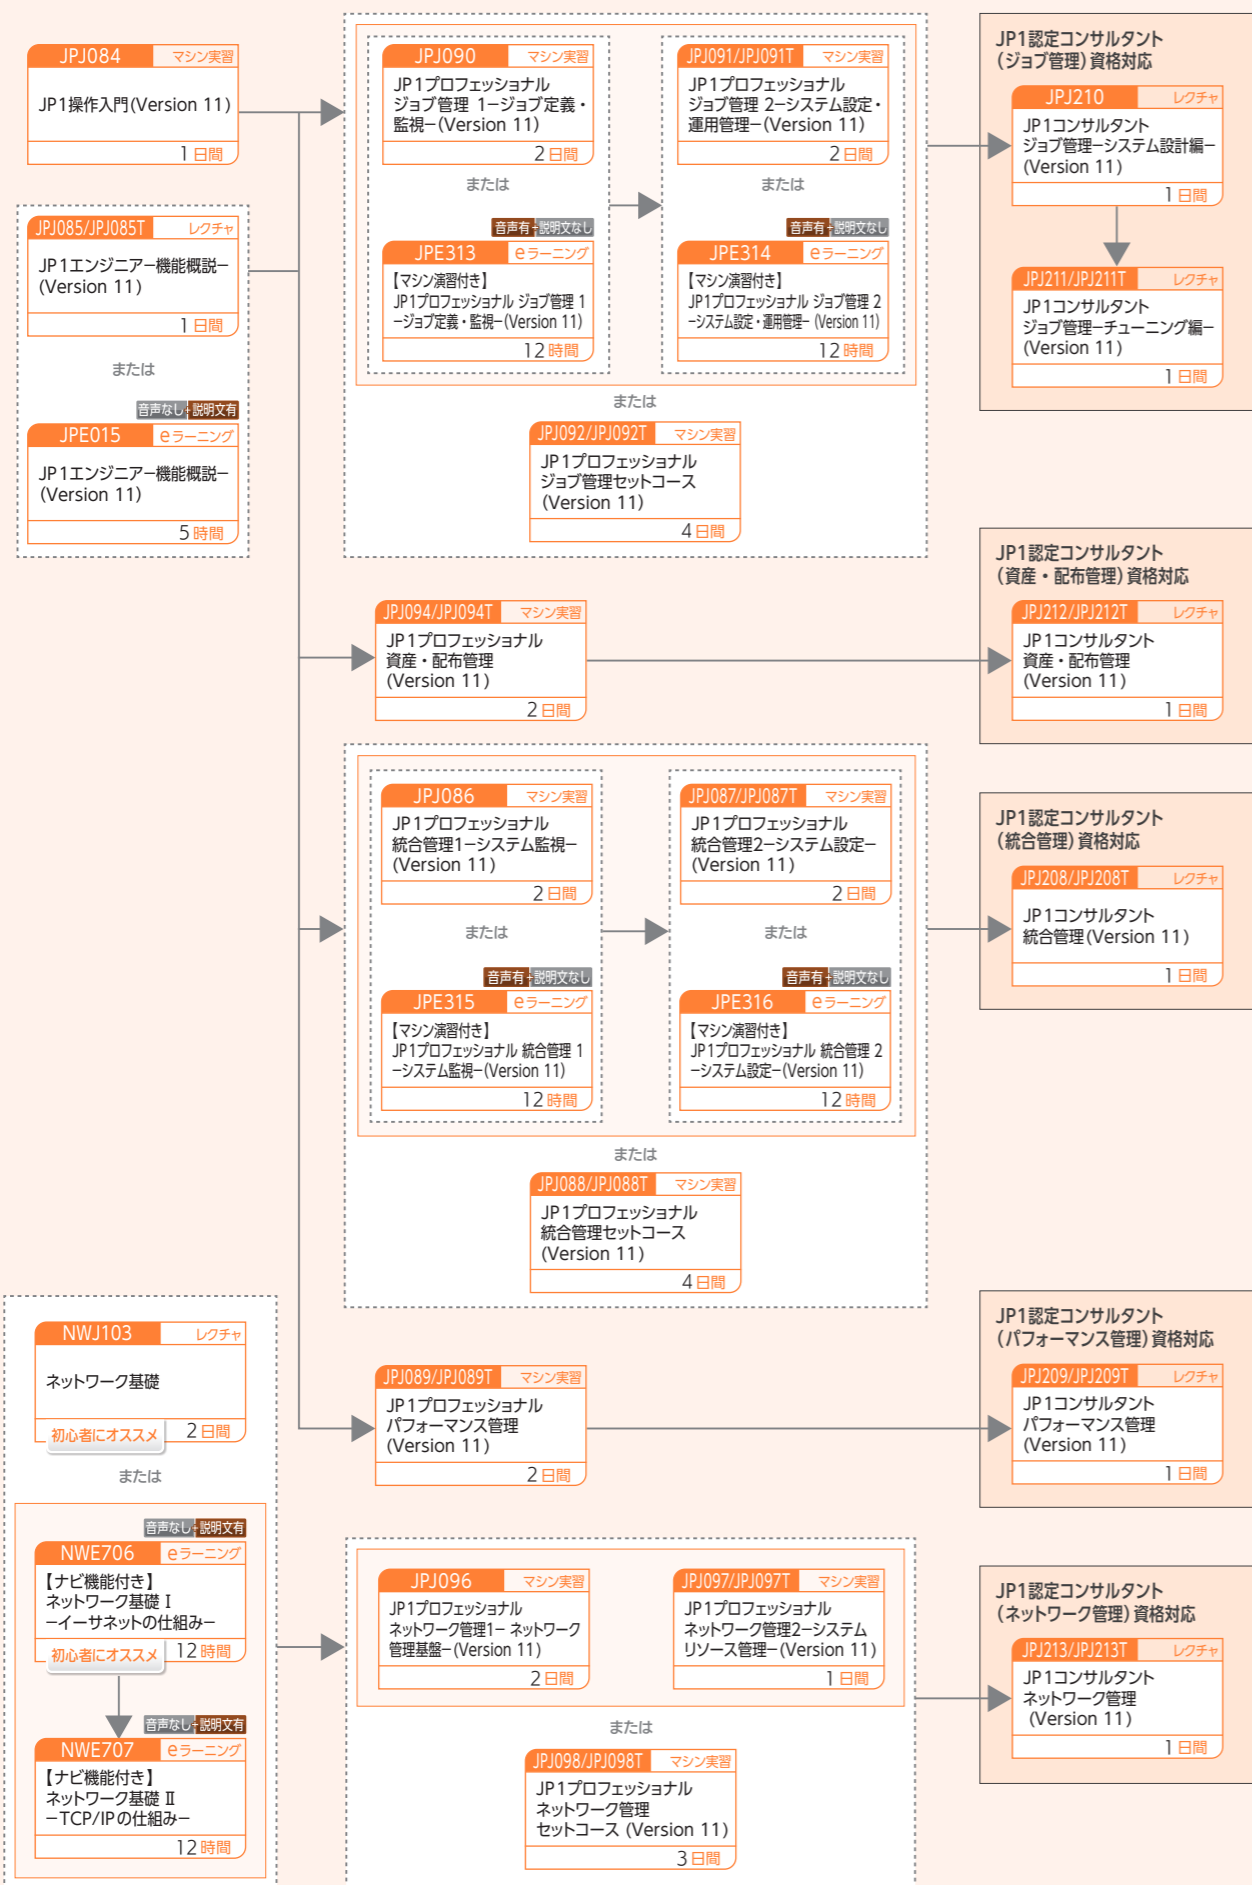 JPJ084 マシン実習
JP1操作入門(Version 11)
1日間
JPJ085/JPJ085T レクチャ
JP1エンジニアー機能概説ー
(Version 11)
1日間
または
音声なし+説明文有
JPE015 eラーニング
JP1エンジニアー機能概説ー
(Version 11)
5時間
JPJ090 マシン実習
JP1プロフェッショナル
ジョブ管理 1ージョブ定義・
監視ー(Version 11)
2日間
または
音声有+説明文なし
JPE313 eラーニング
【マシン演習付き】
JP1プロフェッショナル ジョブ管理 1
ージョブ定義・監視ー(Version 11)
12時間
JPJ091/JPJ091T マシン実習
JP1プロフェッショナル
ジョブ管理 2ーシステム設定・
運用管理ー(Version 11)
2日間
または
音声有+説明文なし
JPE314 eラーニング
【マシン演習付き】
JP1プロフェッショナル ジョブ管理 2
ーシステム設定・運用管理ー (Version 11)
12時間
または
JPJ092/JPJ092T マシン実習
JP1プロフェッショナル
ジョブ管理セットコース
(Version 11)
4日間
JP1認定コンサルタント
(ジョブ管理)資格対応
JPJ210 レクチャ
JP1コンサルタント
ジョブ管理ーシステム設計編ー
(Version 11)
1日間
JPJ211/JPJ211T レクチャ
JP1コンサルタント
ジョブ管理ーチューニング編ー
(Version 11)
1日間
JPJ094/JPJ094T マシン実習
JP1プロフェッショナル
資産・配布管理
(Version 11)
2日間
JP1認定コンサルタント
(資産・配布管理)資格対応
JPJ212/JPJ212T レクチャ
JP1コンサルタント
資産・配布管理
(Version 11)
1日間
JPJ086 マシン実習
JP1プロフェッショナル
統合管理1ーシステム監視ー
(Version 11)
2日間
または
音声有+説明文なし
JPE315 eラーニング
【マシン演習付き】
JP1プロフェッショナル 統合管理 1
ーシステム監視ー(Version 11)
12時間
JPJ087/JPJ087T マシン実習
JP1プロフェッショナル
統合管理2ーシステム設定ー
(Version 11)
2日間
または
音声有+説明文なし
JPE316 eラーニング
【マシン演習付き】
JP1プロフェッショナル 統合管理 2
ーシステム設定ー(Version 11)
12時間
または
JPJ088/JPJ088T マシン実習
JP1プロフェッショナル
統合管理セットコース
(Version 11)
4日間
JP1認定コンサルタント
(統合管理)資格対応
JPJ208/JPJ208T レクチャ
JP1コンサルタント
統合管理(Version 11)
1日間
JPJ089/JPJ089T マシン実習
JP1プロフェッショナル
パフォーマンス管理
(Version 11)
2日間
JP1認定コンサルタント
(パフォーマンス管理)資格対応
JPJ209/JPJ209T レクチャ
JP1コンサルタント
パフォーマンス管理
(Version 11)
1日間
NWJ103 レクチャ
ネットワーク基礎
初心者にオススメ 2日間
または
音声なし+説明文有
NWE706 eラーニング
【ナビ機能付き】
ネットワーク基礎 Ⅰ
ーイーサネットの仕組みー
初心者にオススメ 12時間
音声なし+説明文有
NWE707 eラーニング
【ナビ機能付き】
ネットワーク基礎 Ⅱ
ーTCP/IPの仕組みー
12時間
JPJ096 マシン実習
JP1プロフェッショナル
ネットワーク管理1ー ネットワーク
管理基盤ー(Version 11)
2日間
JPJ097/JPJ097T マシン実習
JP1プロフェッショナル
ネットワーク管理2ーシステム
リソース管理ー(Version 11)
1日間
または
JPJ098/JPJ098T マシン実習
JP1プロフェッショナル
ネットワーク管理
セットコース (Version 11)
3日間
JP1認定コンサルタント
(ネットワーク管理)資格対応
JPJ213/JPJ213T レクチャ
JP1コンサルタント
ネットワーク管理
(Version 11)
1日間